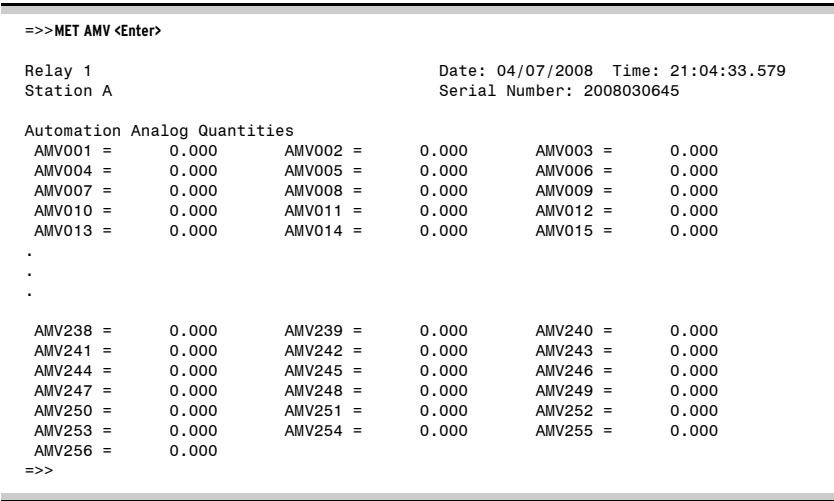 =>>MET AMV <Enter>
Relay 1 Date: 04/07/2008 Time: 21:04:33.579
Station A Serial Number: 2008030645
Automation Analog Quantities
AMV001 = 0.000 AMV002 = 0.000 AMV003 = 0.000
AMV004 = 0.000 AMV005 = 0.000 AMV006 = 0.000
AMV007 = 0.000 AMV008 = 0.000 AMV009 = 0.000
AMV010 = 0.000 AMV011 = 0.000 AMV012 = 0.000
AMV013 = 0.000 AMV014 = 0.000 AMV015 = 0.000
.
.
.
AMV238 = 0.000 AMV239 = 0.000 AMV240 = 0.000
AMV241 = 0.000 AMV242 = 0.000 AMV243 = 0.000
AMV244 = 0.000 AMV245 = 0.000 AMV246 = 0.000
AMV247 = 0.000 AMV248 = 0.000 AMV249 = 0.000
AMV250 = 0.000 AMV251 = 0.000 AMV252 = 0.000
AMV253 = 0.000 AMV254 = 0.000 AMV255 = 0.000
AMV256 = 0.000
=>>